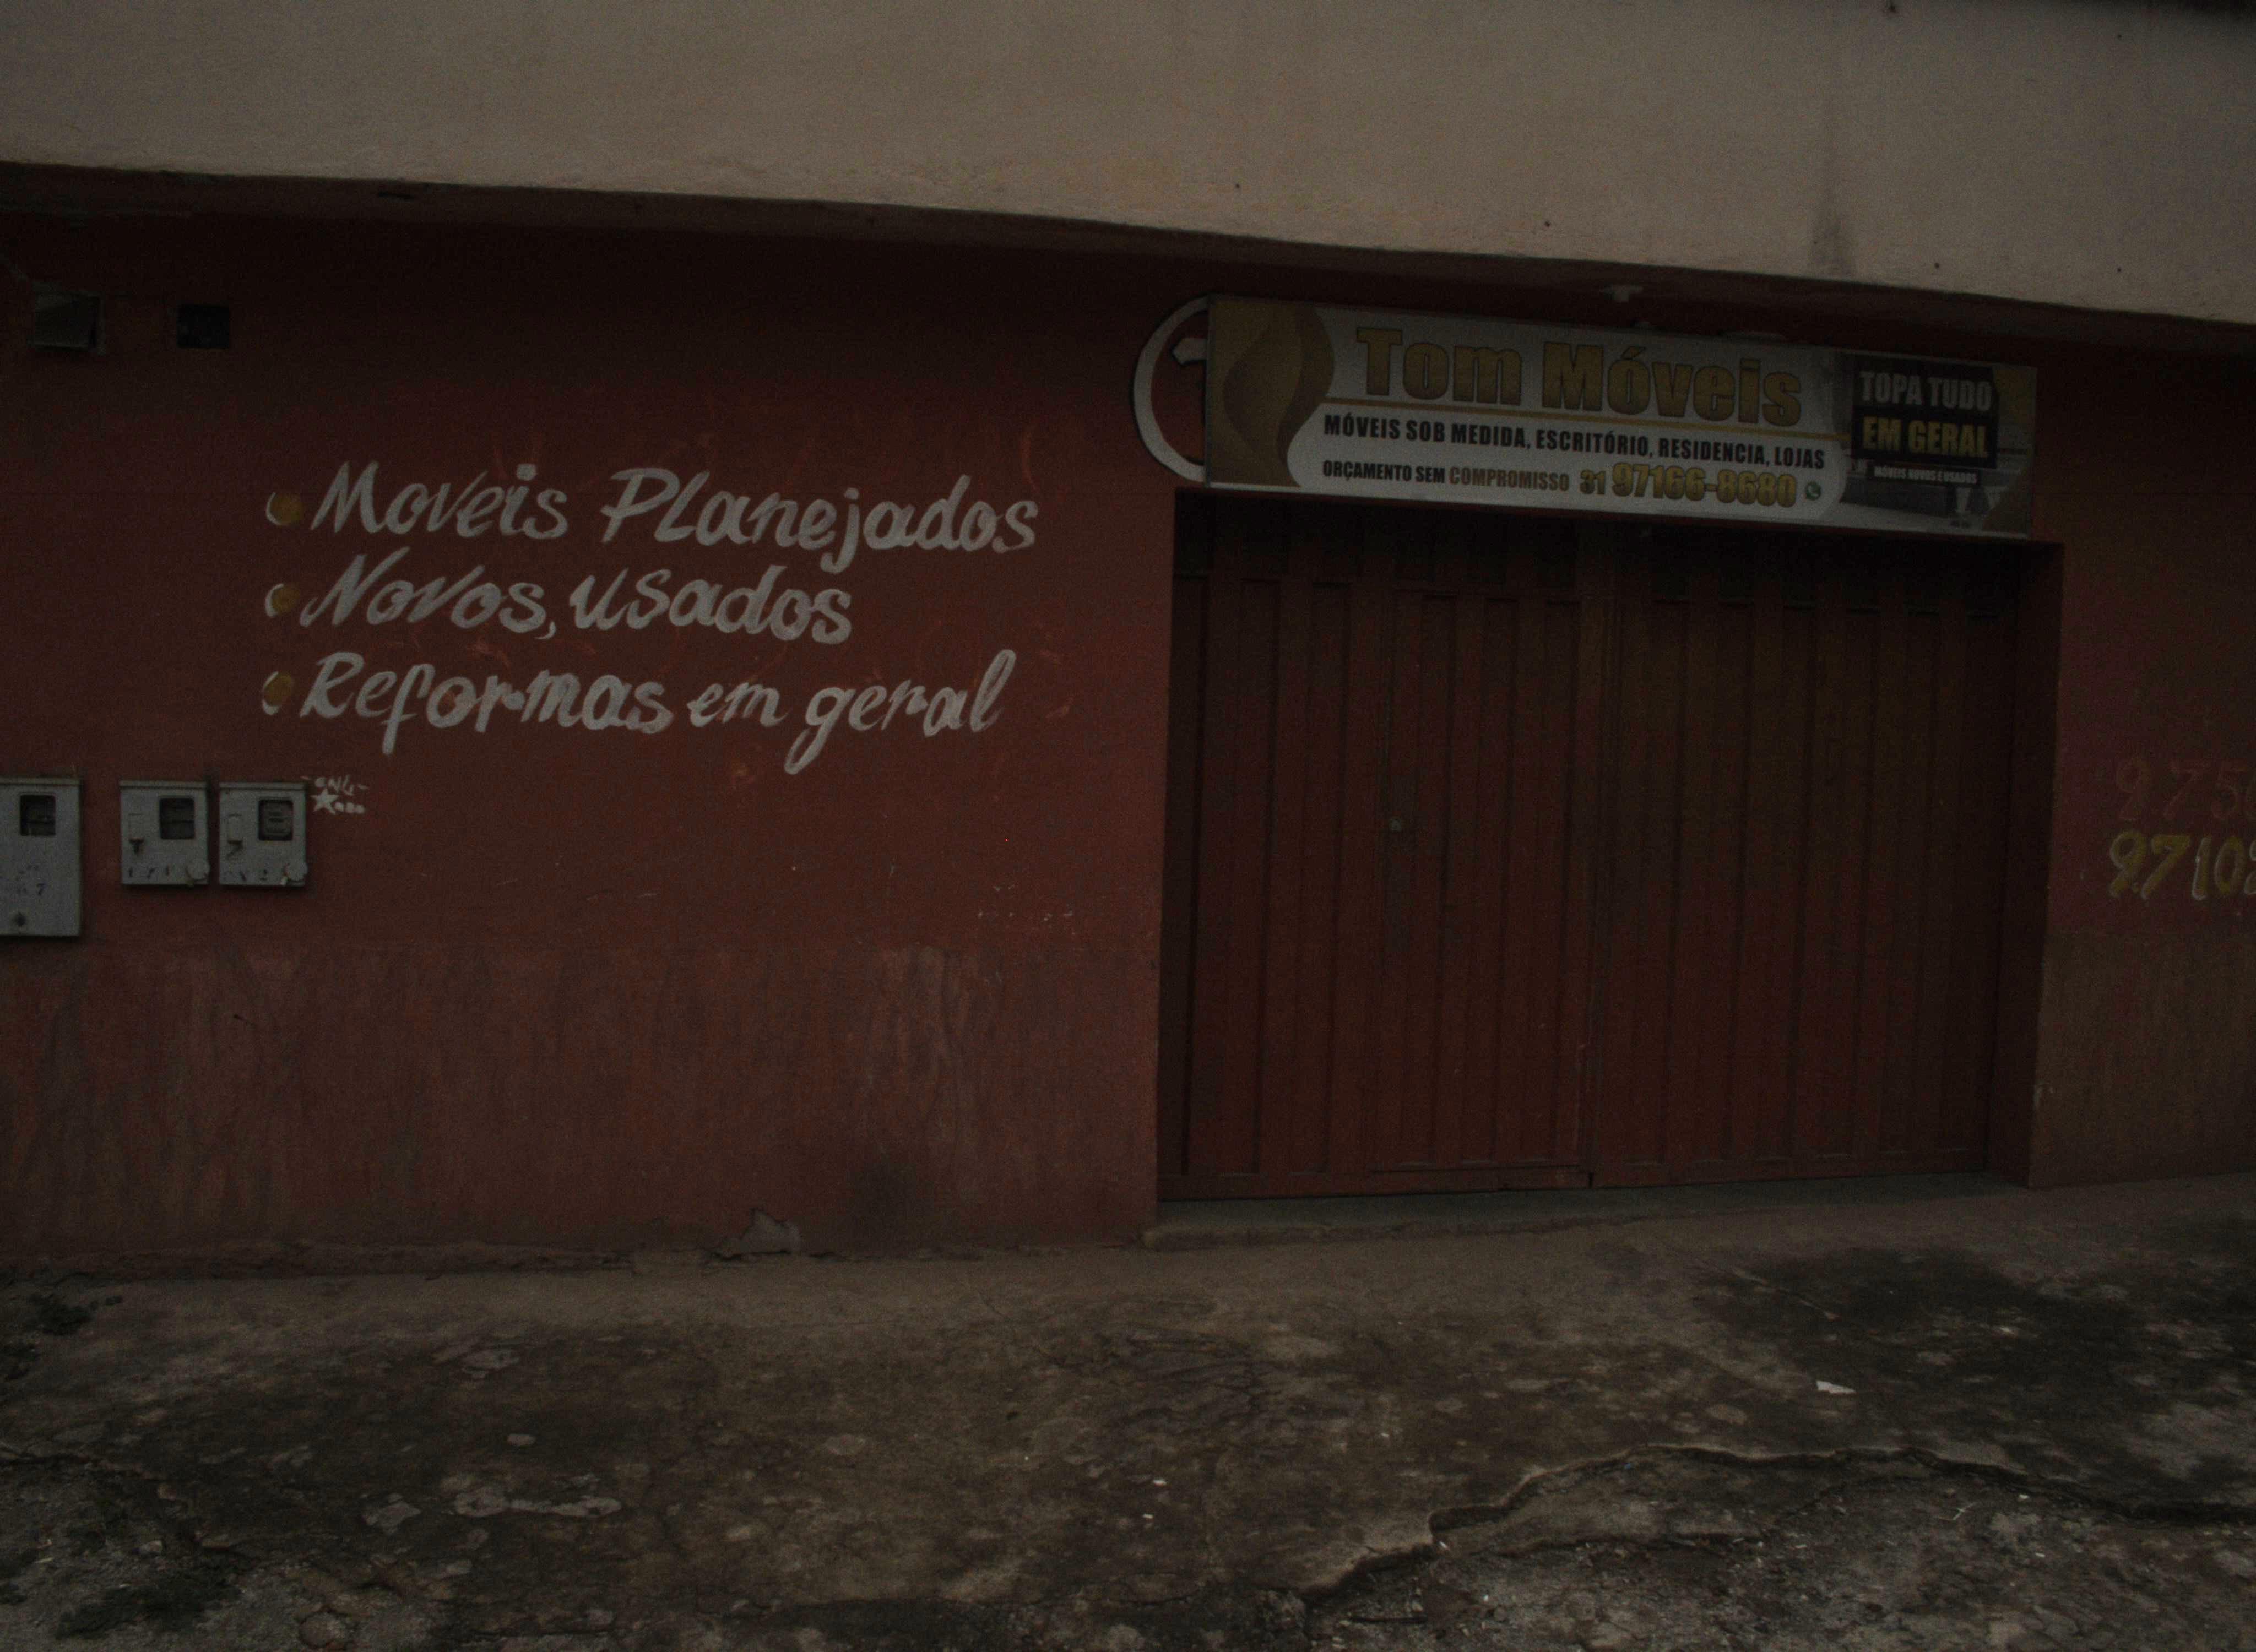 Moveis Planejados
Novos, usados
Reformas em geral
Tom Móveis
MÓVEIS SOB MEDIDA, ESCRITÓRIO, RESIDENCIA, LOJAS
ORÇAMENTO SEM COMPROMISSO 31 97166-8680
TOPA TUDO
EM GERAL
MÓVEIS NOVOS E USADOS